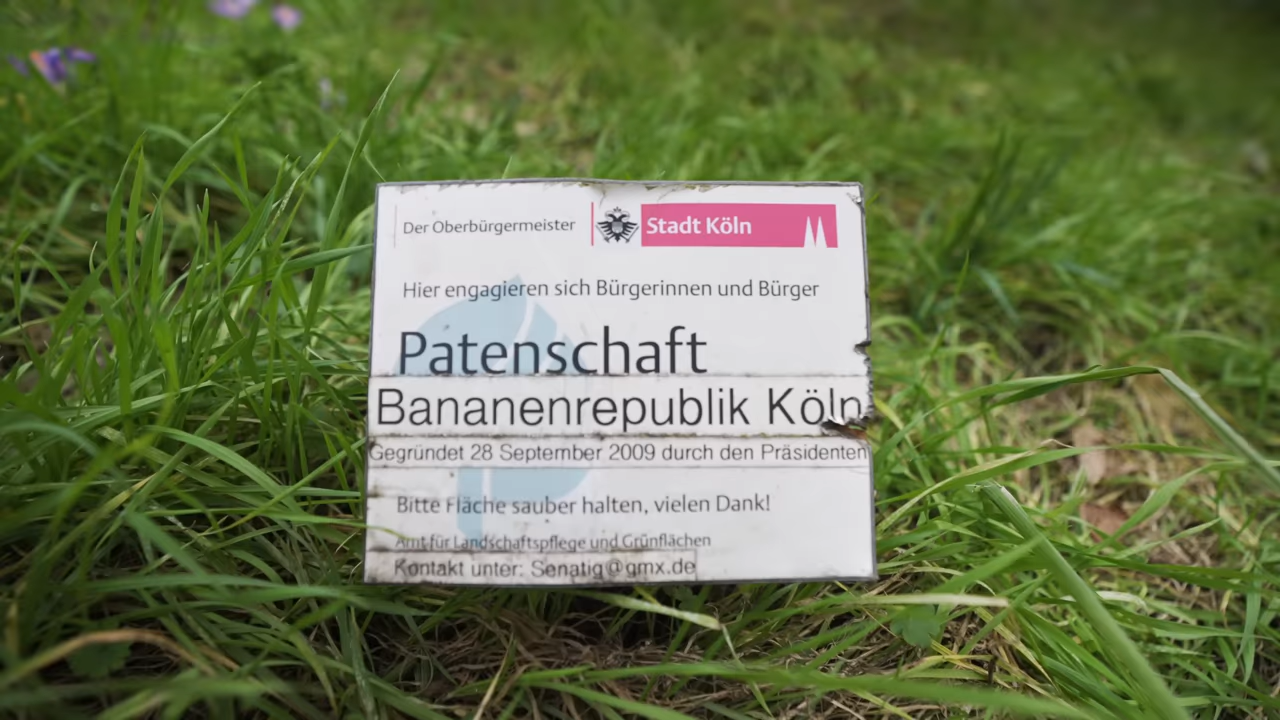 Der Oberbürgermeister Stadt Köln
Hier engagieren sich Bürgerinnen und Bürger
Patenschaft
Bananenrepublik Köln
Gegründet 28 September 2009 durch den Präsidenten
Bitte Fläche sauber halten, vielen Dank!
Amt für Landschaftspflege und Grünflächen
Kontakt unter: Senatig@gmx.de